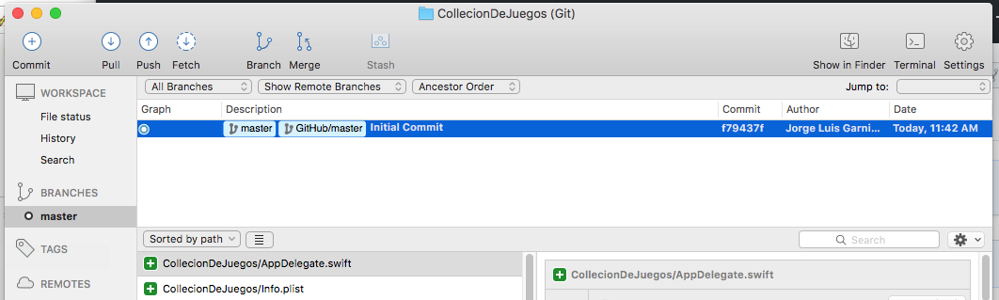 CollecionDeJuegos (Git)
Commit Pull Push Fetch Branch Merge Stash Show in Finder Terminal Settings
WORKSPACE
File status
History
Search
BRANCHES
master
TAGS
REMOTES
All Branches Show Remote Branches Ancestor Order Jump to:
Graph Description Commit Author Date
master GitHub/master Initial Commit f79437f Jorge Luis Garni... Today, 11:42 AM
Sorted by path Search
CollecionDeJuegos/AppDelegate.swift
CollecionDeJuegos/Info.plist
CollecionDeJuegos/AppDelegate.swift